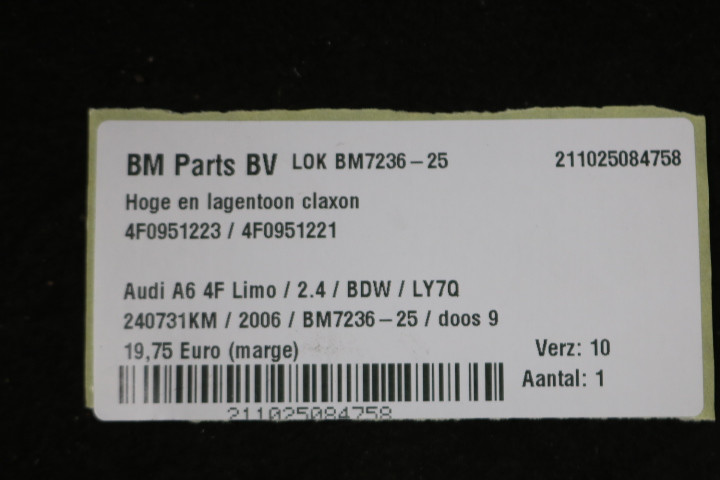 BM Parts BV LOK BM7236-25 211025084758
Hoge en lagentoon claxon
4F0951223 / 4F0951221
Audi A6 4F Limo / 2.4 / BDW / LY7Q
240731KM / 2006 / BM7236-25 / doos 9
19,75 Euro (marge) Verz: 10
Aantal: 1
211025084758